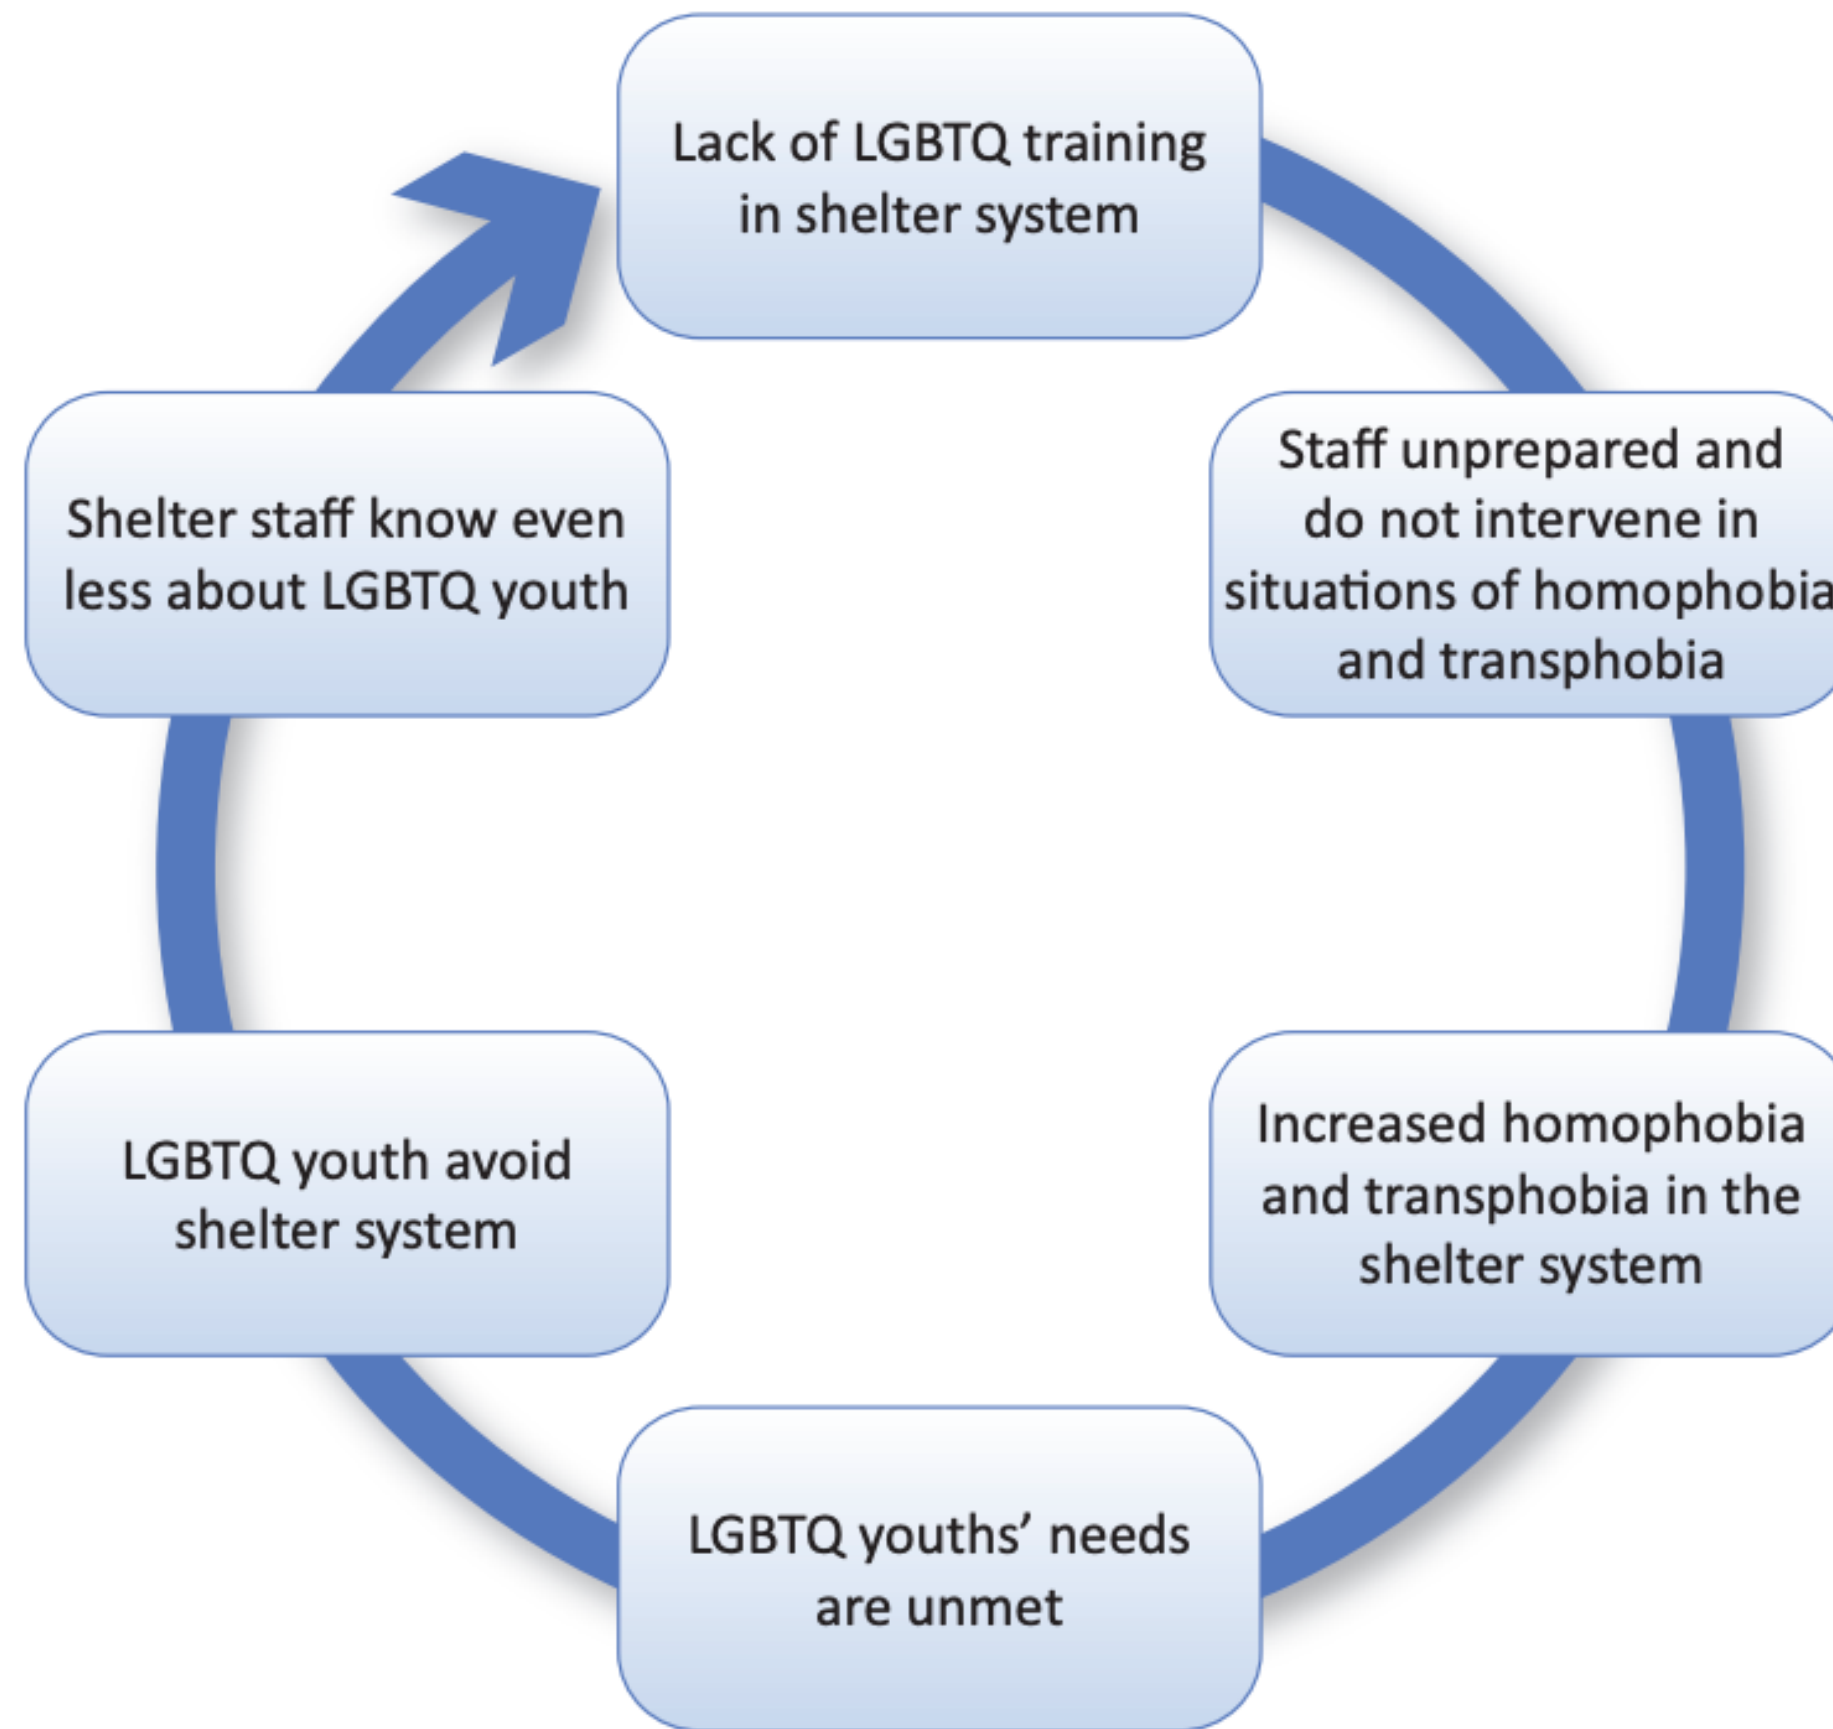 Lack of LGBTQ training
in shelter system
Staff unprepared and
do not intervene in
situations of homophobia
and transphobia
Increased homophobia
and transphobia in the
shelter system
LGBTQ youths’ needs
are unmet
LGBTQ youth avoid
shelter system
Shelter staff know even
less about LGBTQ youth